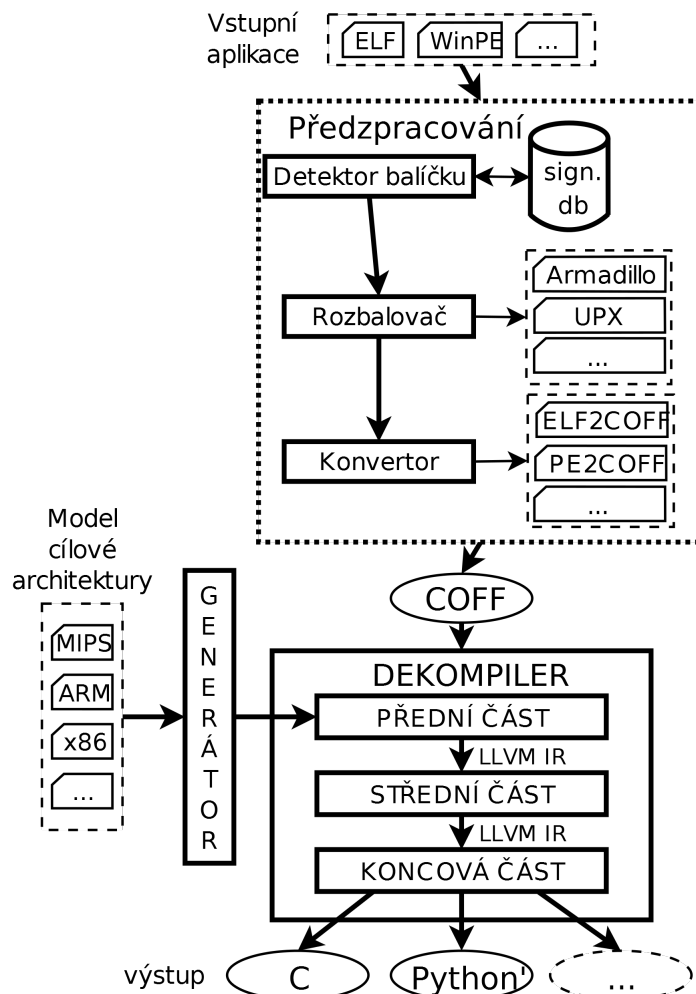 Vstupní
aplikace
ELF
WinPE
...
Předzpracování
Detektor balíčku
sign.
db
Armadillo
Rozbalovač
UPX
...
ELF2COFF
Konvertor
PE2COFF
...
Model
cílové
architektury
COFF
GENERÁTOR
MIPS
ARM
x86
...
DEKOMPILER
PŘEDNÍ ČÁST
LLVM IR
STŘEDNÍ ČÁST
LLVM IR
KONCOVÁ ČÁST
výstup
C
Python'
...